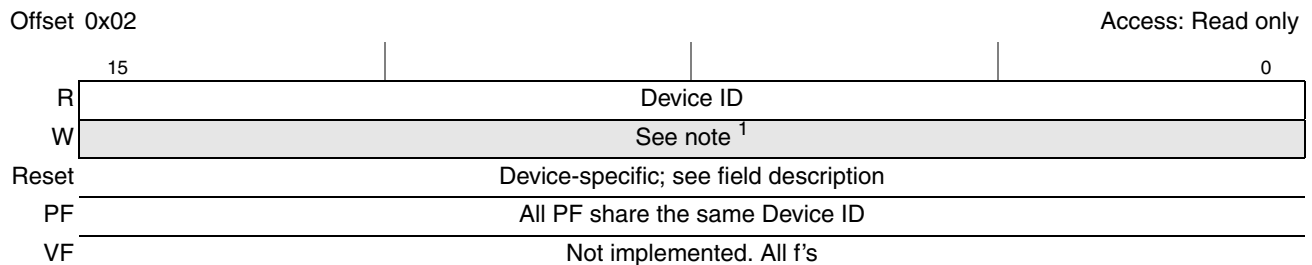 Offset 0x02 Access: Read only
15 0
R Device ID
W See note 1
Reset Device-specific; see field description
PF All PF share the same Device ID
VF Not implemented. All f's